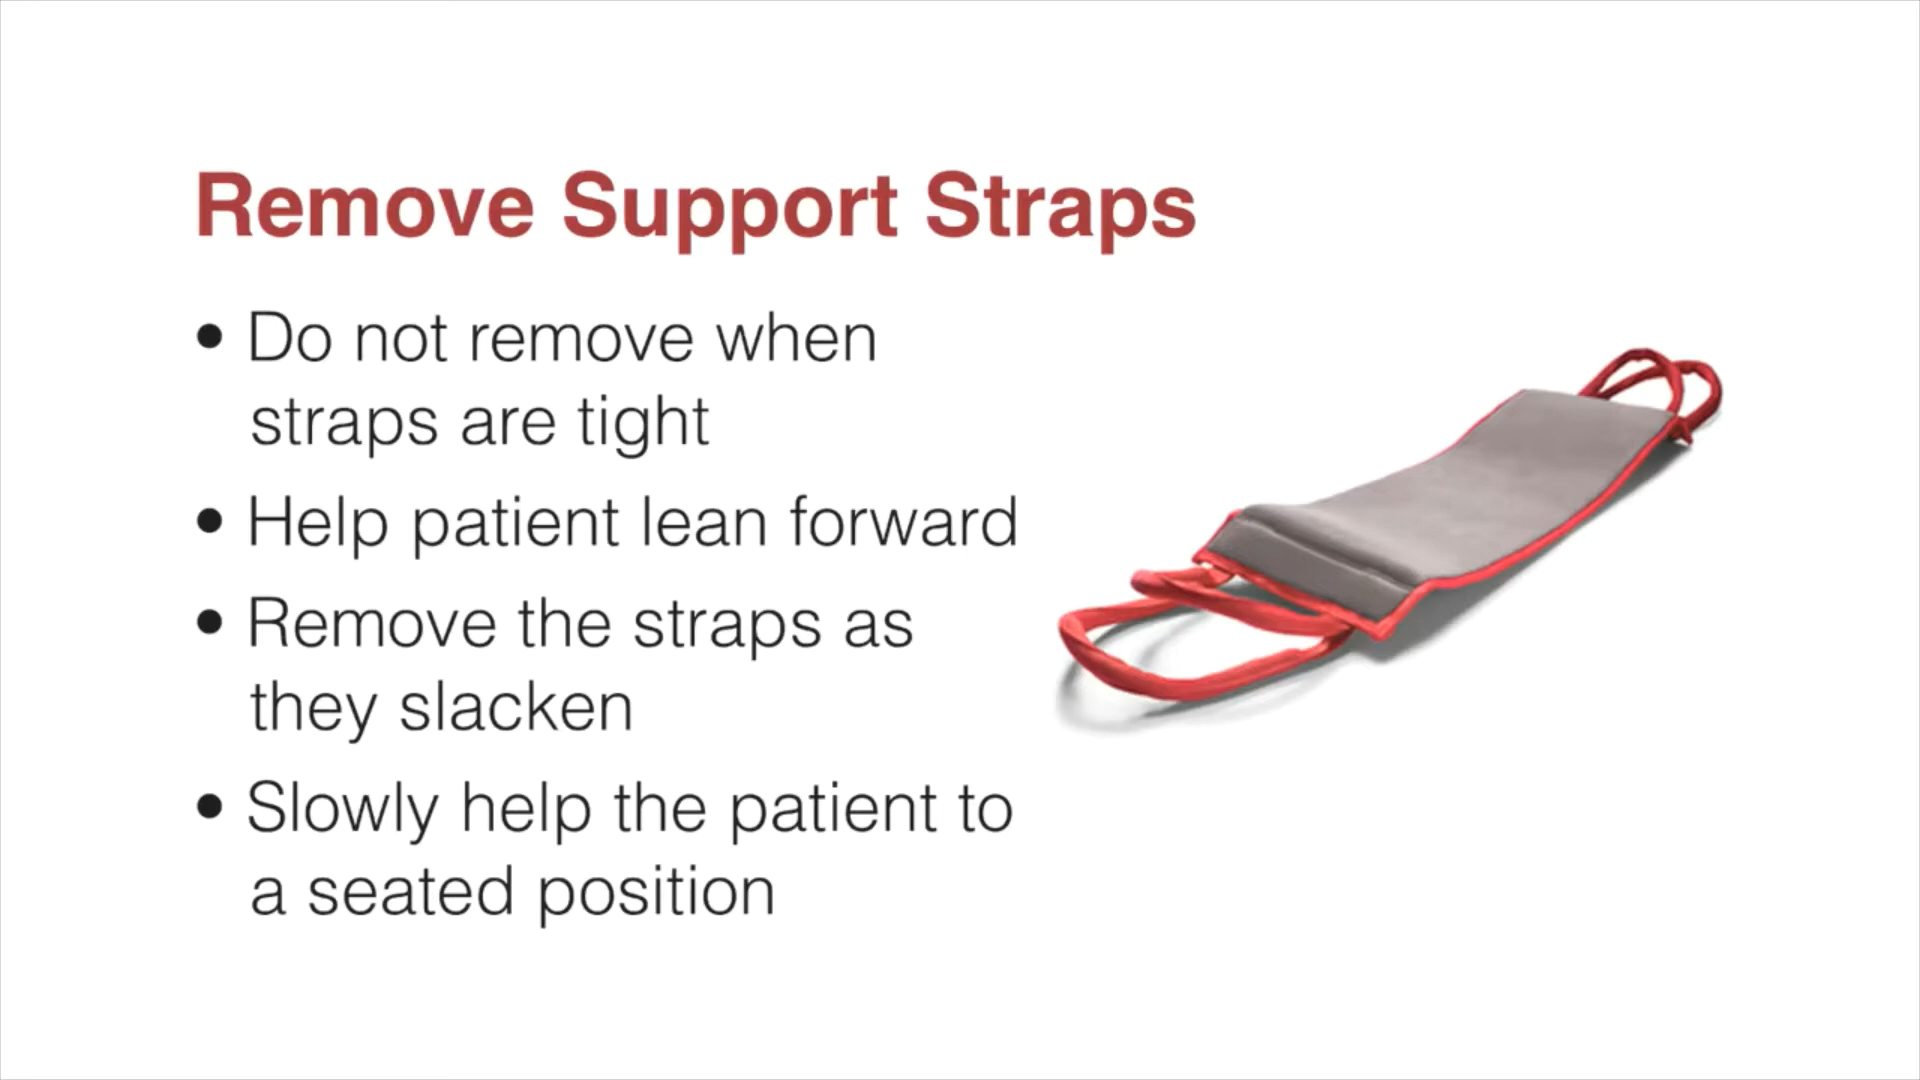 Remove Support Straps
• Do not remove when
straps are tight
• Help patient lean forward
• Remove the straps as
they slacken
• Slowly help the patient to
a seated position